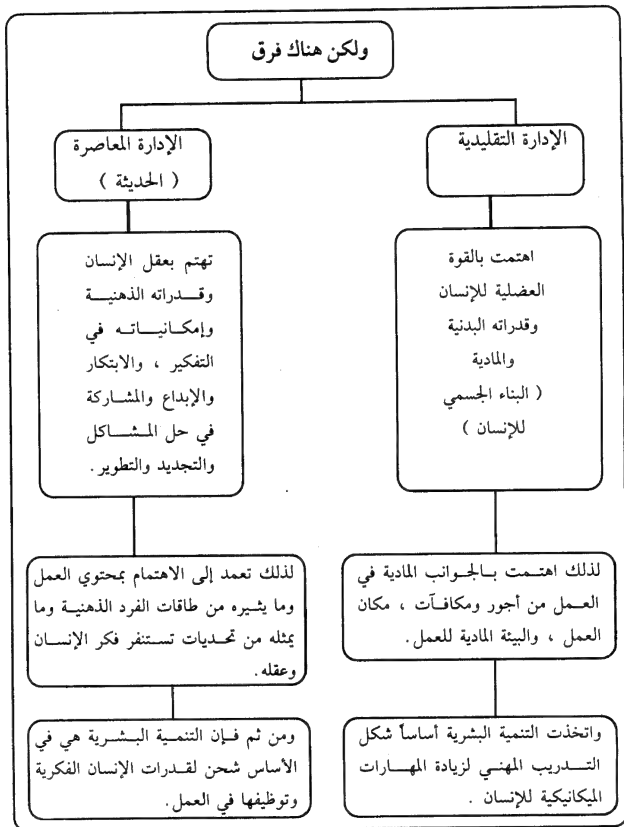 ولكن هناك فرق
الإدارة التقليدية
اهتمت بالقوة
العضلية للإنسان
وقدراته البدنية
والمادية
( البناء الجسمي
للإنسان )
لذلك اهتمت بالجوانب المادية في
العمل من أجور ومكافآت ، مكان
العمل ، والبيئة المادية للعمل.
واتخذت التنمية البشرية أساساً شكل
التدريب المهني لزيادة المهارات
الميكانيكية للإنسان .
الإدارة المعاصرة
( الحديثة )
تهتم بعقل الإنسان
وقدراته الذهنية
وإمكانياته في
التفكير ، والابتكار
والإبداع والمشاركة
في حل المشاكل
والتجديد والتطوير.
لذلك تعمد إلى الاهتمام بمحتوي العمل
وما يثيره من طاقات الفرد الذهنية وما
يمثله من تحديات تستنفر فكر الإنسان
وعقله.
ومن ثم فإن التنمية البشرية هي في
الأساس شحن لقدرات الإنسان الفكرية
وتوظيفها في العمل.